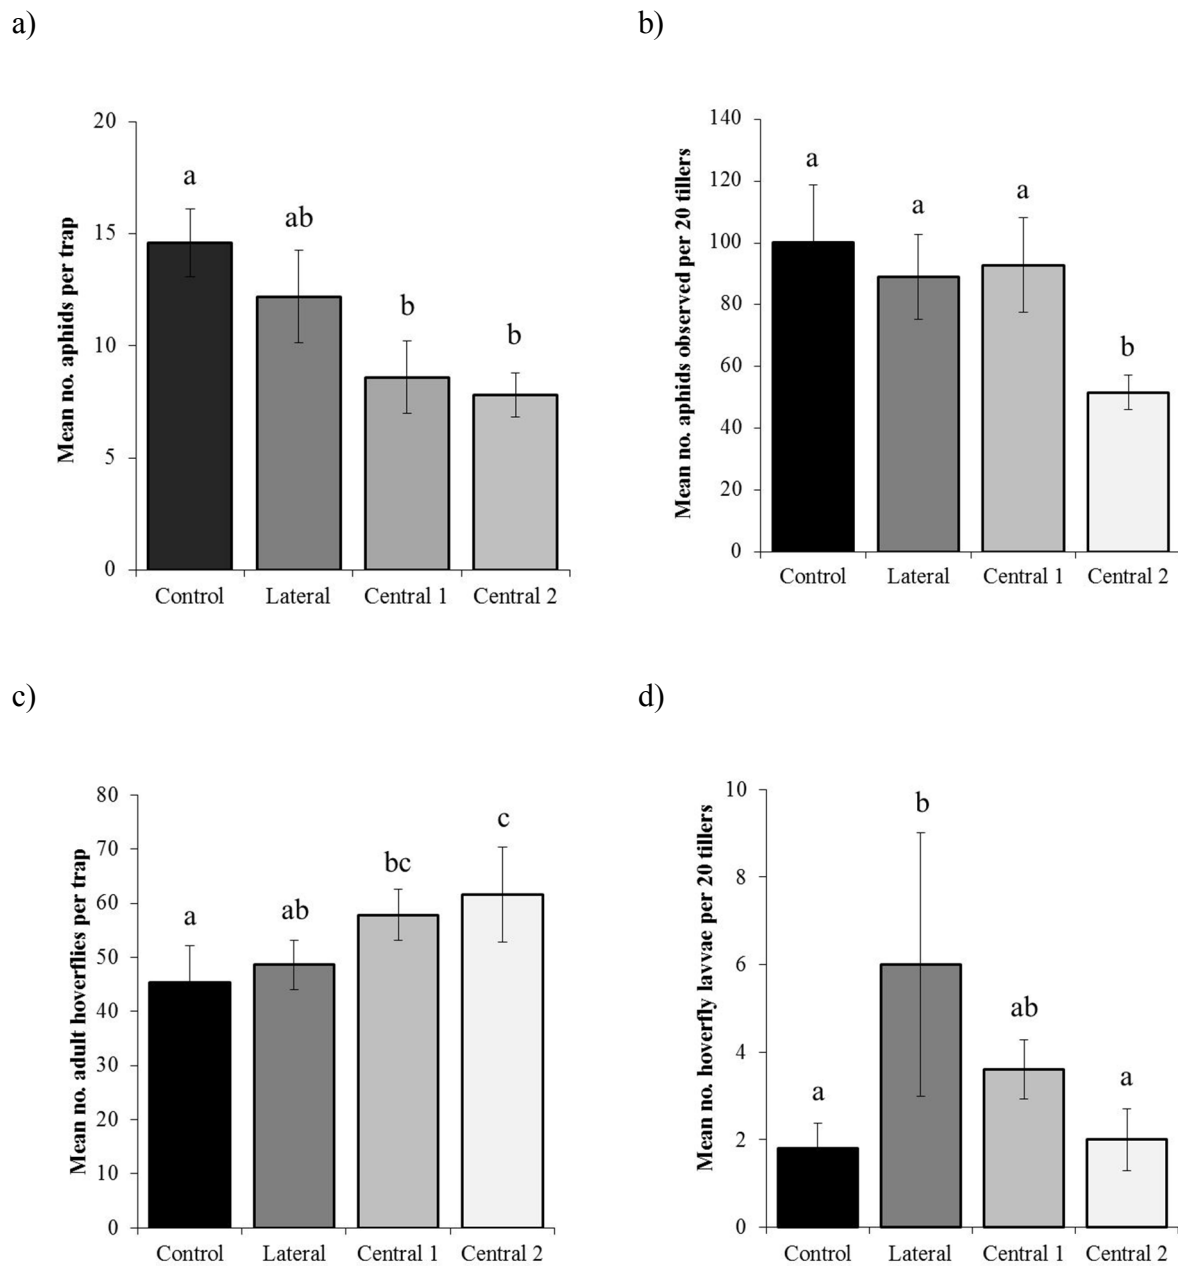 a)
Mean no. aphids per trap
20
15
10
5
0
a
ab
b
b
Control Lateral Central 1 Central 2
b)
Mean no. aphids observed per 20 tillers
140
120
100
80
60
40
20
0
a
a
a
b
Control Lateral Central 1 Central 2
c)
Mean no. adult hoverflies per trap
80
70
60
50
40
30
20
10
0
a
ab
bc
c
Control Lateral Central 1 Central 2
d)
Mean no. hoverfly lavvae per 20 tillers
10
8
6
4
2
0
a
b
ab
a
Control Lateral Central 1 Central 2